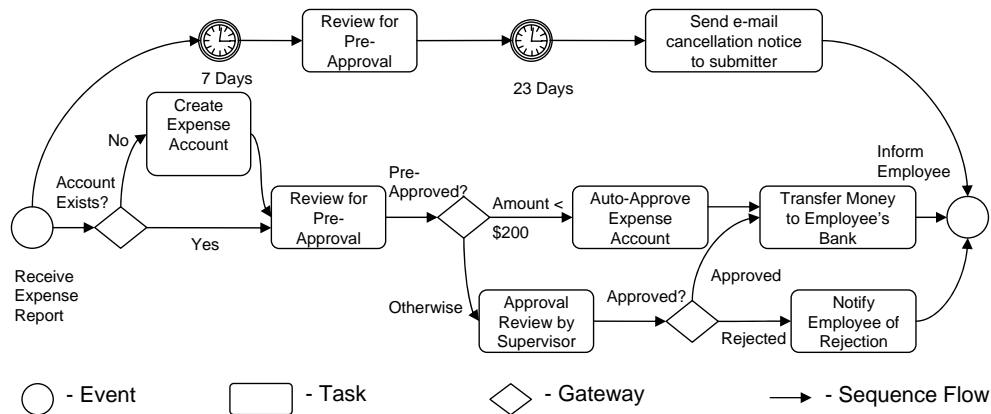 Review for
Pre-
Approval
Send e-mail
cancellation notice
to submitter
7 Days
23 Days
Create
Expense
Account
No
Account
Exists?
Yes
Receive
Expense
Report
Review for
Pre-
Approval
Pre-
Approved?
Amount <
$200
Otherwise
Auto-Approve
Expense
Account
Transfer Money
to Employee's
Bank
Inform
Employee
Approval
Review by
Supervisor
Approved?
Approved
Rejected
Notify
Employee of
Rejection
- Event
- Task
- Gateway
- Sequence Flow